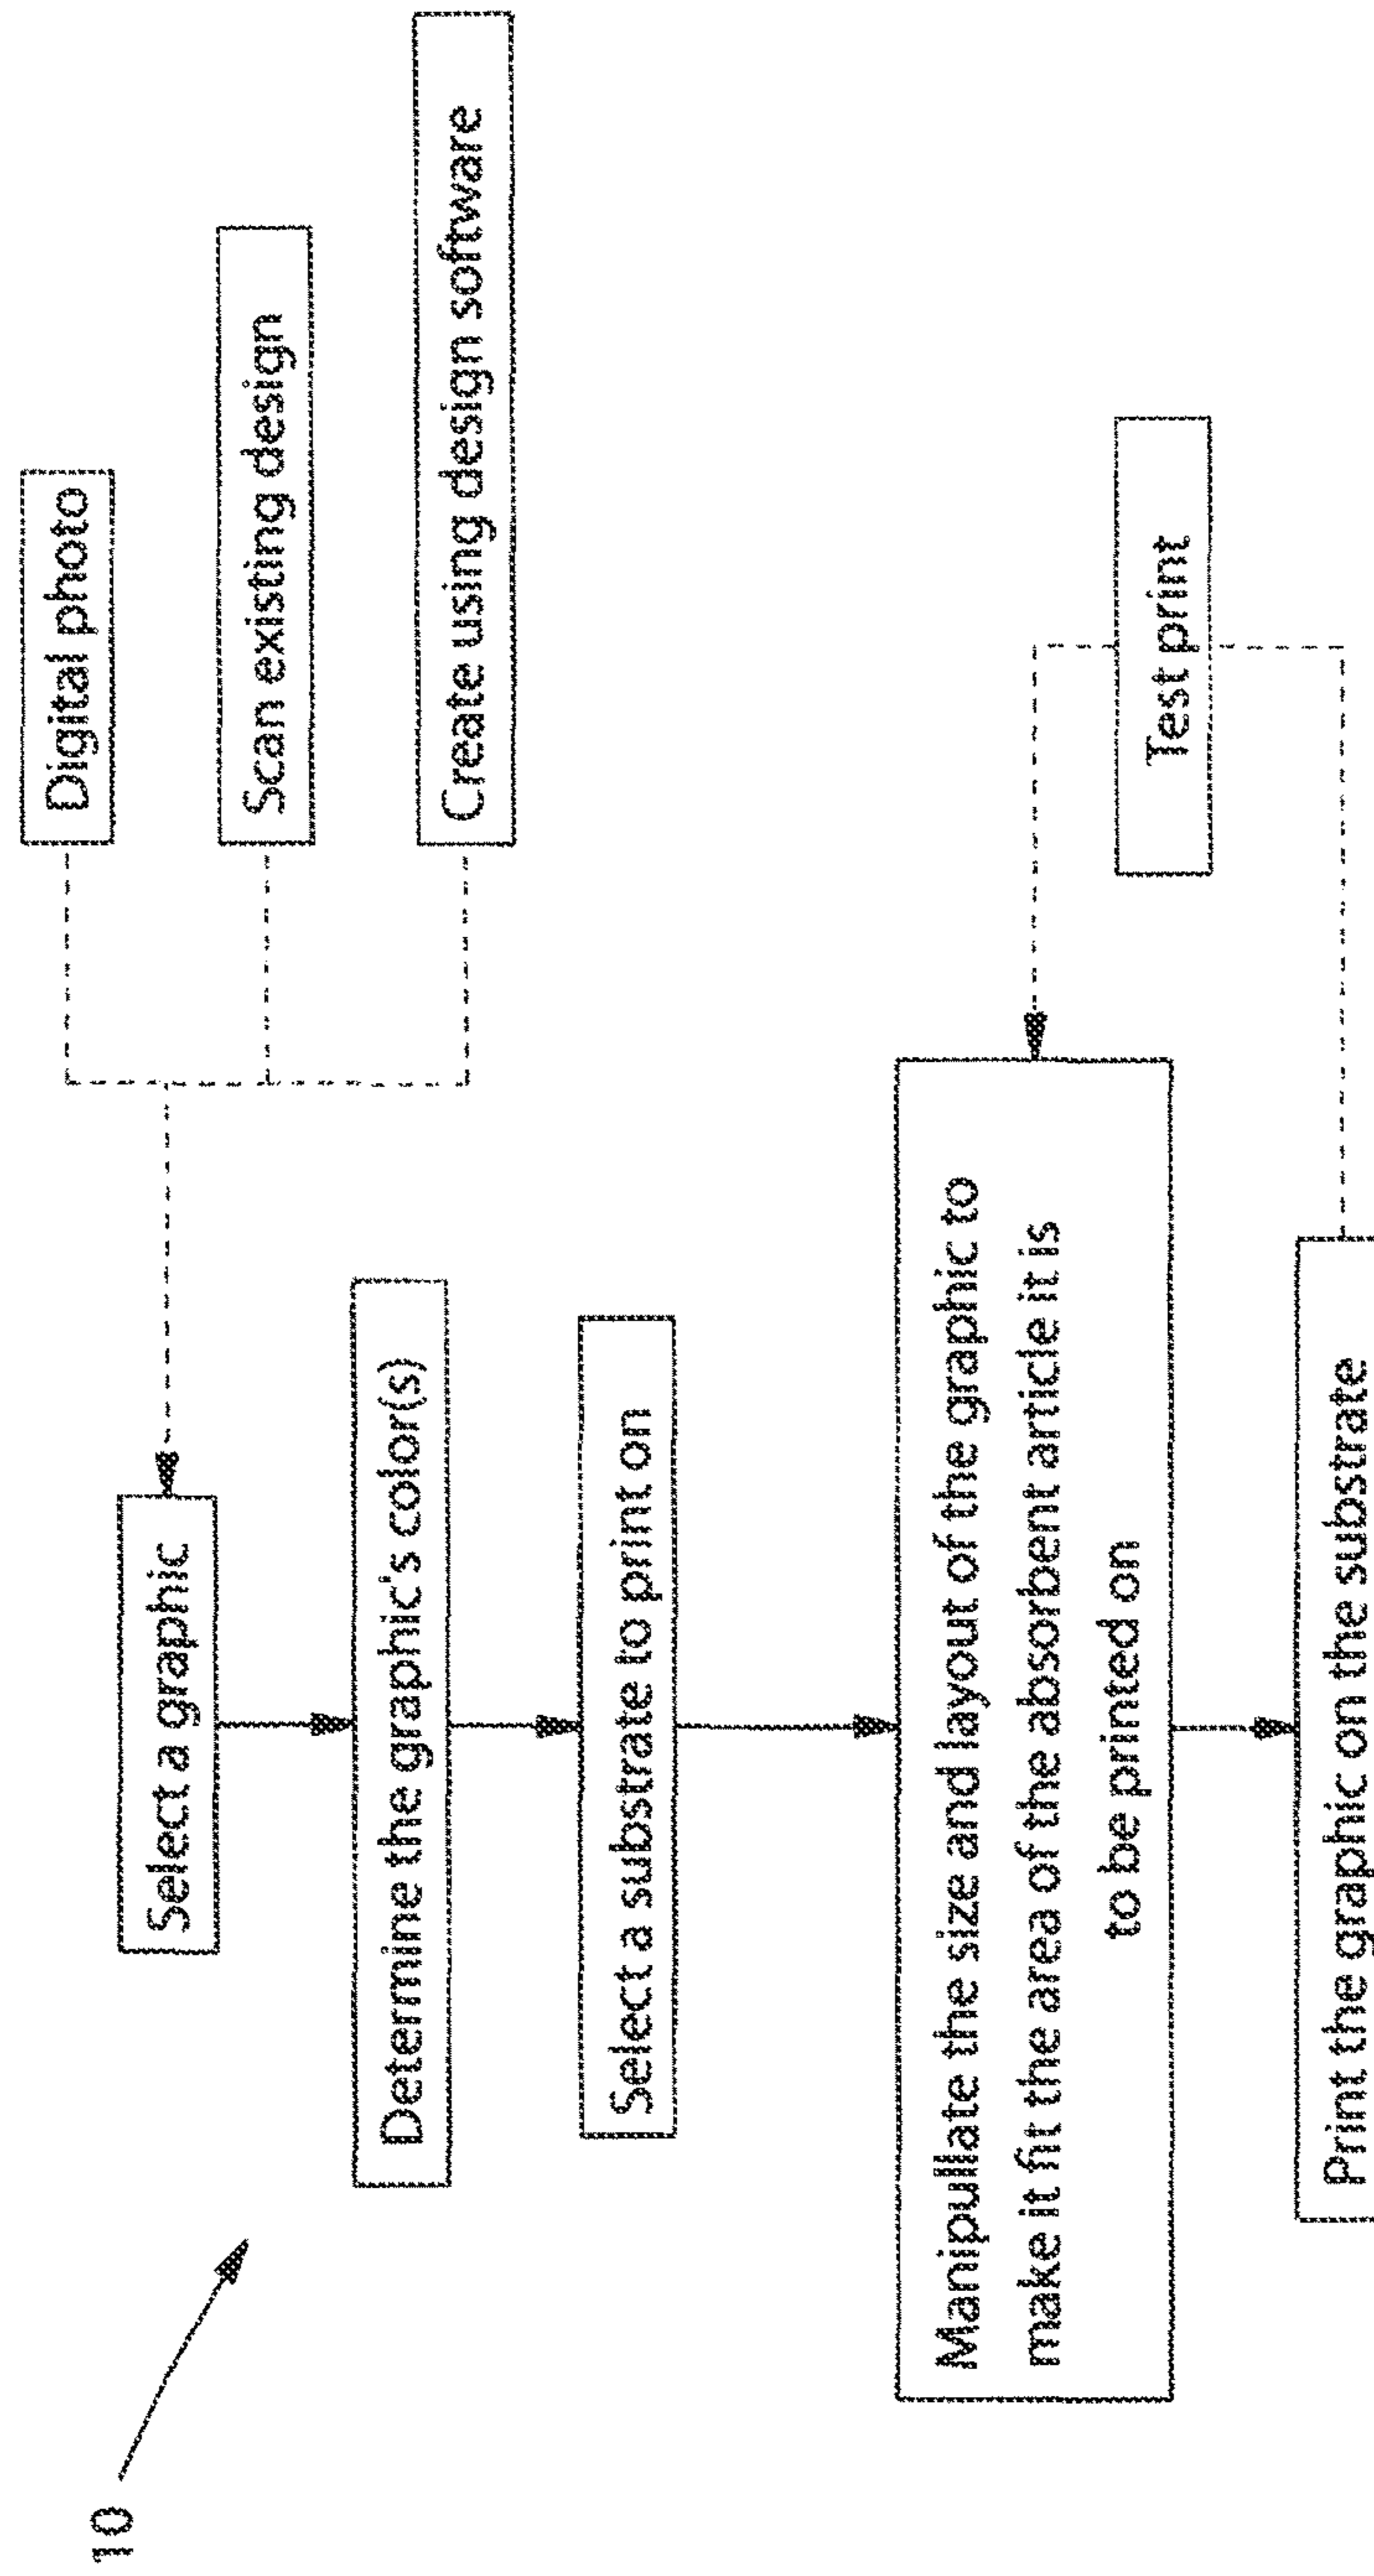 10
Digital photo
Select a graphic
Scan existing design
Determine the graphic's color(s)
Create using design software
Select a substrate to print on
Manipullate the size and layout of the graphic to
make it fit the area of the absorbent article it is
to be printed on
Test print
Print the graphic on the substrate